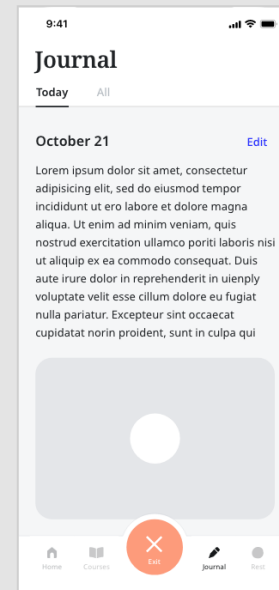 9:41
Journal
Today All
October 21 Edit
Lorem ipsum dolor sit amet, consectetur
adipisicing elit, sed do eiusmod tempor
incididunt ut ero labore et dolore magna
aliqua. Ut enim ad minim veniam, quis
nostrud exercitation ullamco poriti laboris nisi
ut aliquip ex ea commodo consequat. Duis
aute irure dolor in reprehenderit in uienply
voluptate velit esse cillum dolore eu fugiat
nulla pariatur. Excepteur sint occaecat
cupidatat norin proident, sunt in culpa qui
Home Courses Exit Journal Rest